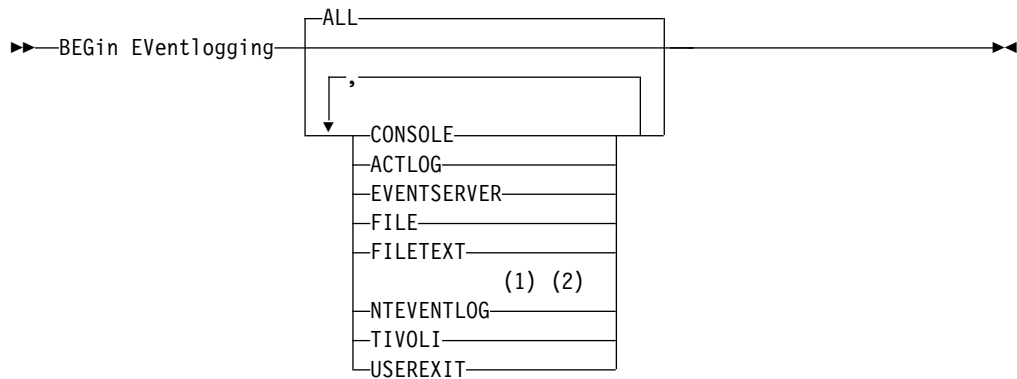 ALL
BEGin EVentlogging
,
CONSOLE
ACTLOG
EVENTSERVER
FILE
FILETEXT
(1) (2)
NTEVENTLOG
TIVOLI
USEREXIT